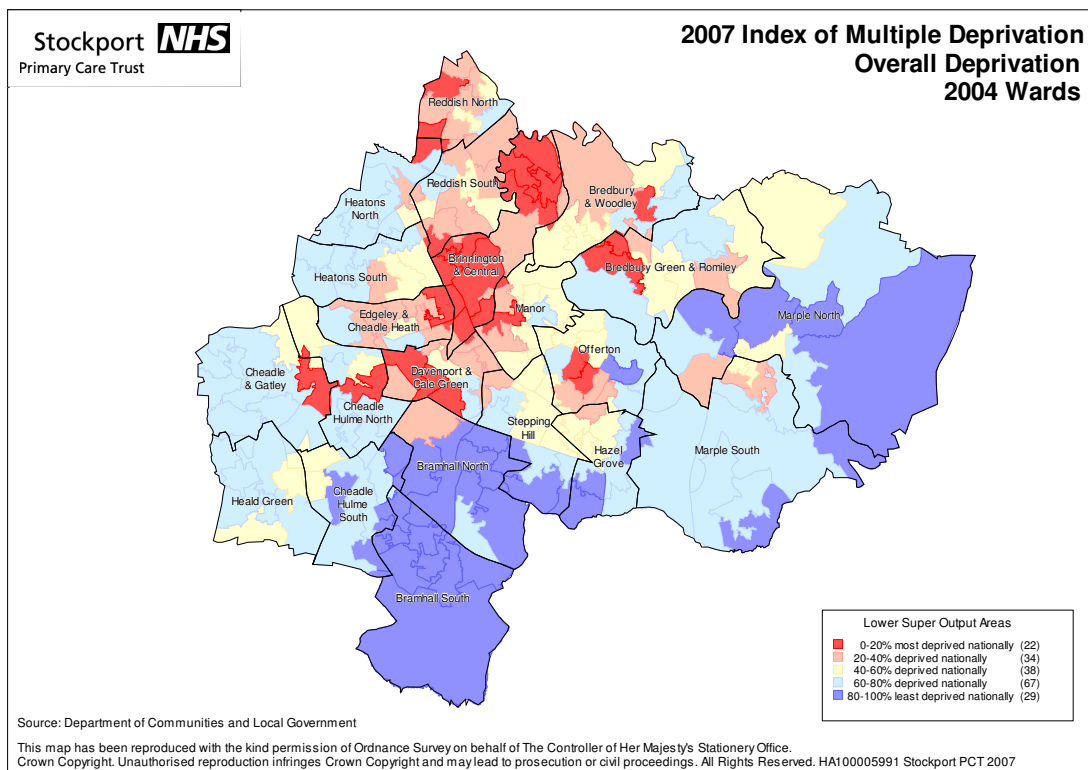 Stockport NHS
Primary Care Trust
2007 Index of Multiple Deprivation
Overall Deprivation
2004 Wards
Reddish North
Reddish South
Bredbury
& Woodley
Heatons
North
Brinnington
& Central
Bredbury Green & Romiley
Heatons South
Manor
Edgeley &
Cheadle Heath
Marple North
Offerton
Cheadle
& Gatley
Davenport &
Cale Green
Cheadle
Hulme North
Stepping
Hill
Hazel
Grove
Marple South
Bramhall North
Heald Green
Cheadle
Hulme
South
Bramhall South
Lower Super Output Areas
0-20% most deprived nationally (22)
20-40% deprived nationally (34)
40-60% deprived nationally (38)
60-80% deprived nationally (67)
80-100% least deprived nationally (29)
Source: Department of Communities and Local Government
This map has been reproduced with the kind permission of Ordnance Survey on behalf of The Controller of Her Majesty's Stationery Office.
Crown Copyright. Unauthorised reproduction infringes Crown Copyright and may lead to prosecution or civil proceedings. All Rights Reserved. HA100005991 Stockport PCT 2007